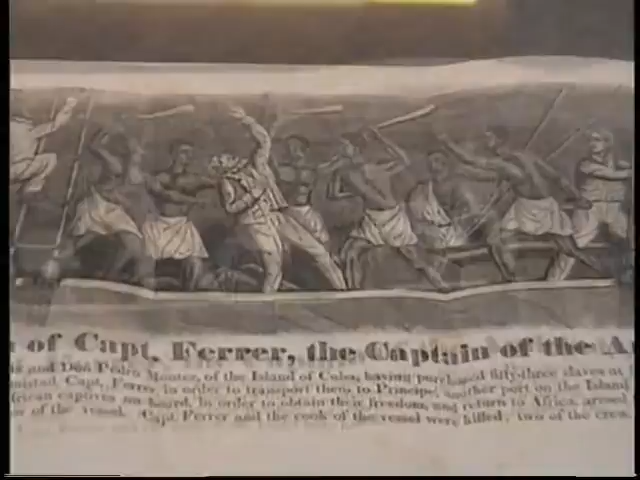 of Capt. Ferrer, the Captain of the A
and Don Pedro Montez, of the Island of Cuba, having purchased fifty-three slaves at
Capt. Ferrer in order to transport them to Principe, another port on the Island
captives on board, in order to obtain their freedom, and return to Africa, armed
of the vessel. Capt. Ferrer and the cook of the vessel were killed; two of the crew